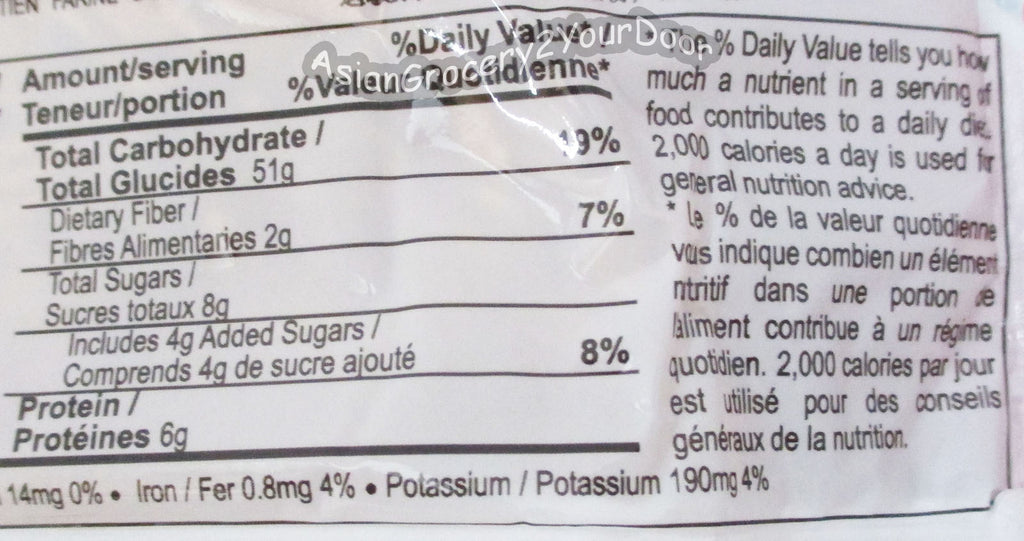 Amount/serving
Teneur/portion
%Daily Value* /
%Valeur Quotidienne*
AsianGrocery2YourDoor
Total Carbohydrate /
Total Glucides 51g
19%
Dietary Fiber /
Fibres Alimentaries 2g
7%
Total Sugars /
Sucres totaux 8g
Includes 4g Added Sugars /
Comprends 4g de sucre ajouté
8%
Protein /
Protéines 6g
14mg 0% • Iron / Fer 0.8mg 4% • Potassium / Potassium 190mg 4%
% Daily Value tells you how
much a nutrient in a serving of
food contributes to a daily diet.
2,000 calories a day is used for
general nutrition advice.
* le % de la valeur quotidienne
vous indique combien un élément
ntritif dans une portion de
l'aliment contribue à un régime
quotidien. 2,000 calories par jour
est utilisé pour des conseils
généraux de la nutrition.